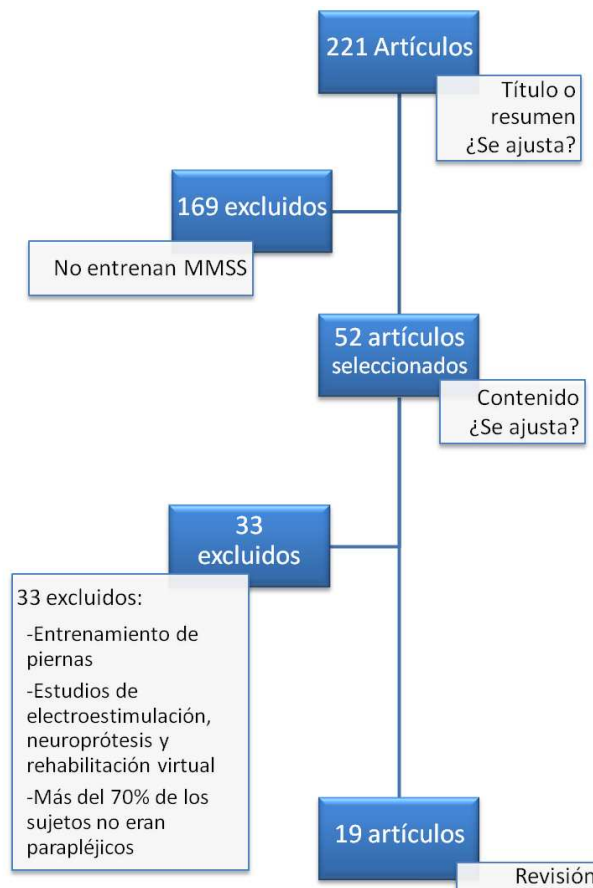 221 Artículos
Título o
resumen
¿Se ajusta?
169 excluidos
No entrenan MMSS
52 artículos
seleccionados
Contenido
¿Se ajusta?
33
excluidos
33 excluidos:
-Entrenamiento de
piernas
-Estudios de
electroestimulación,
neuroprótesis y
rehabilitación virtual
-Más del 70% de los
sujetos no eran
parapléjicos
19 artículos
Revisión